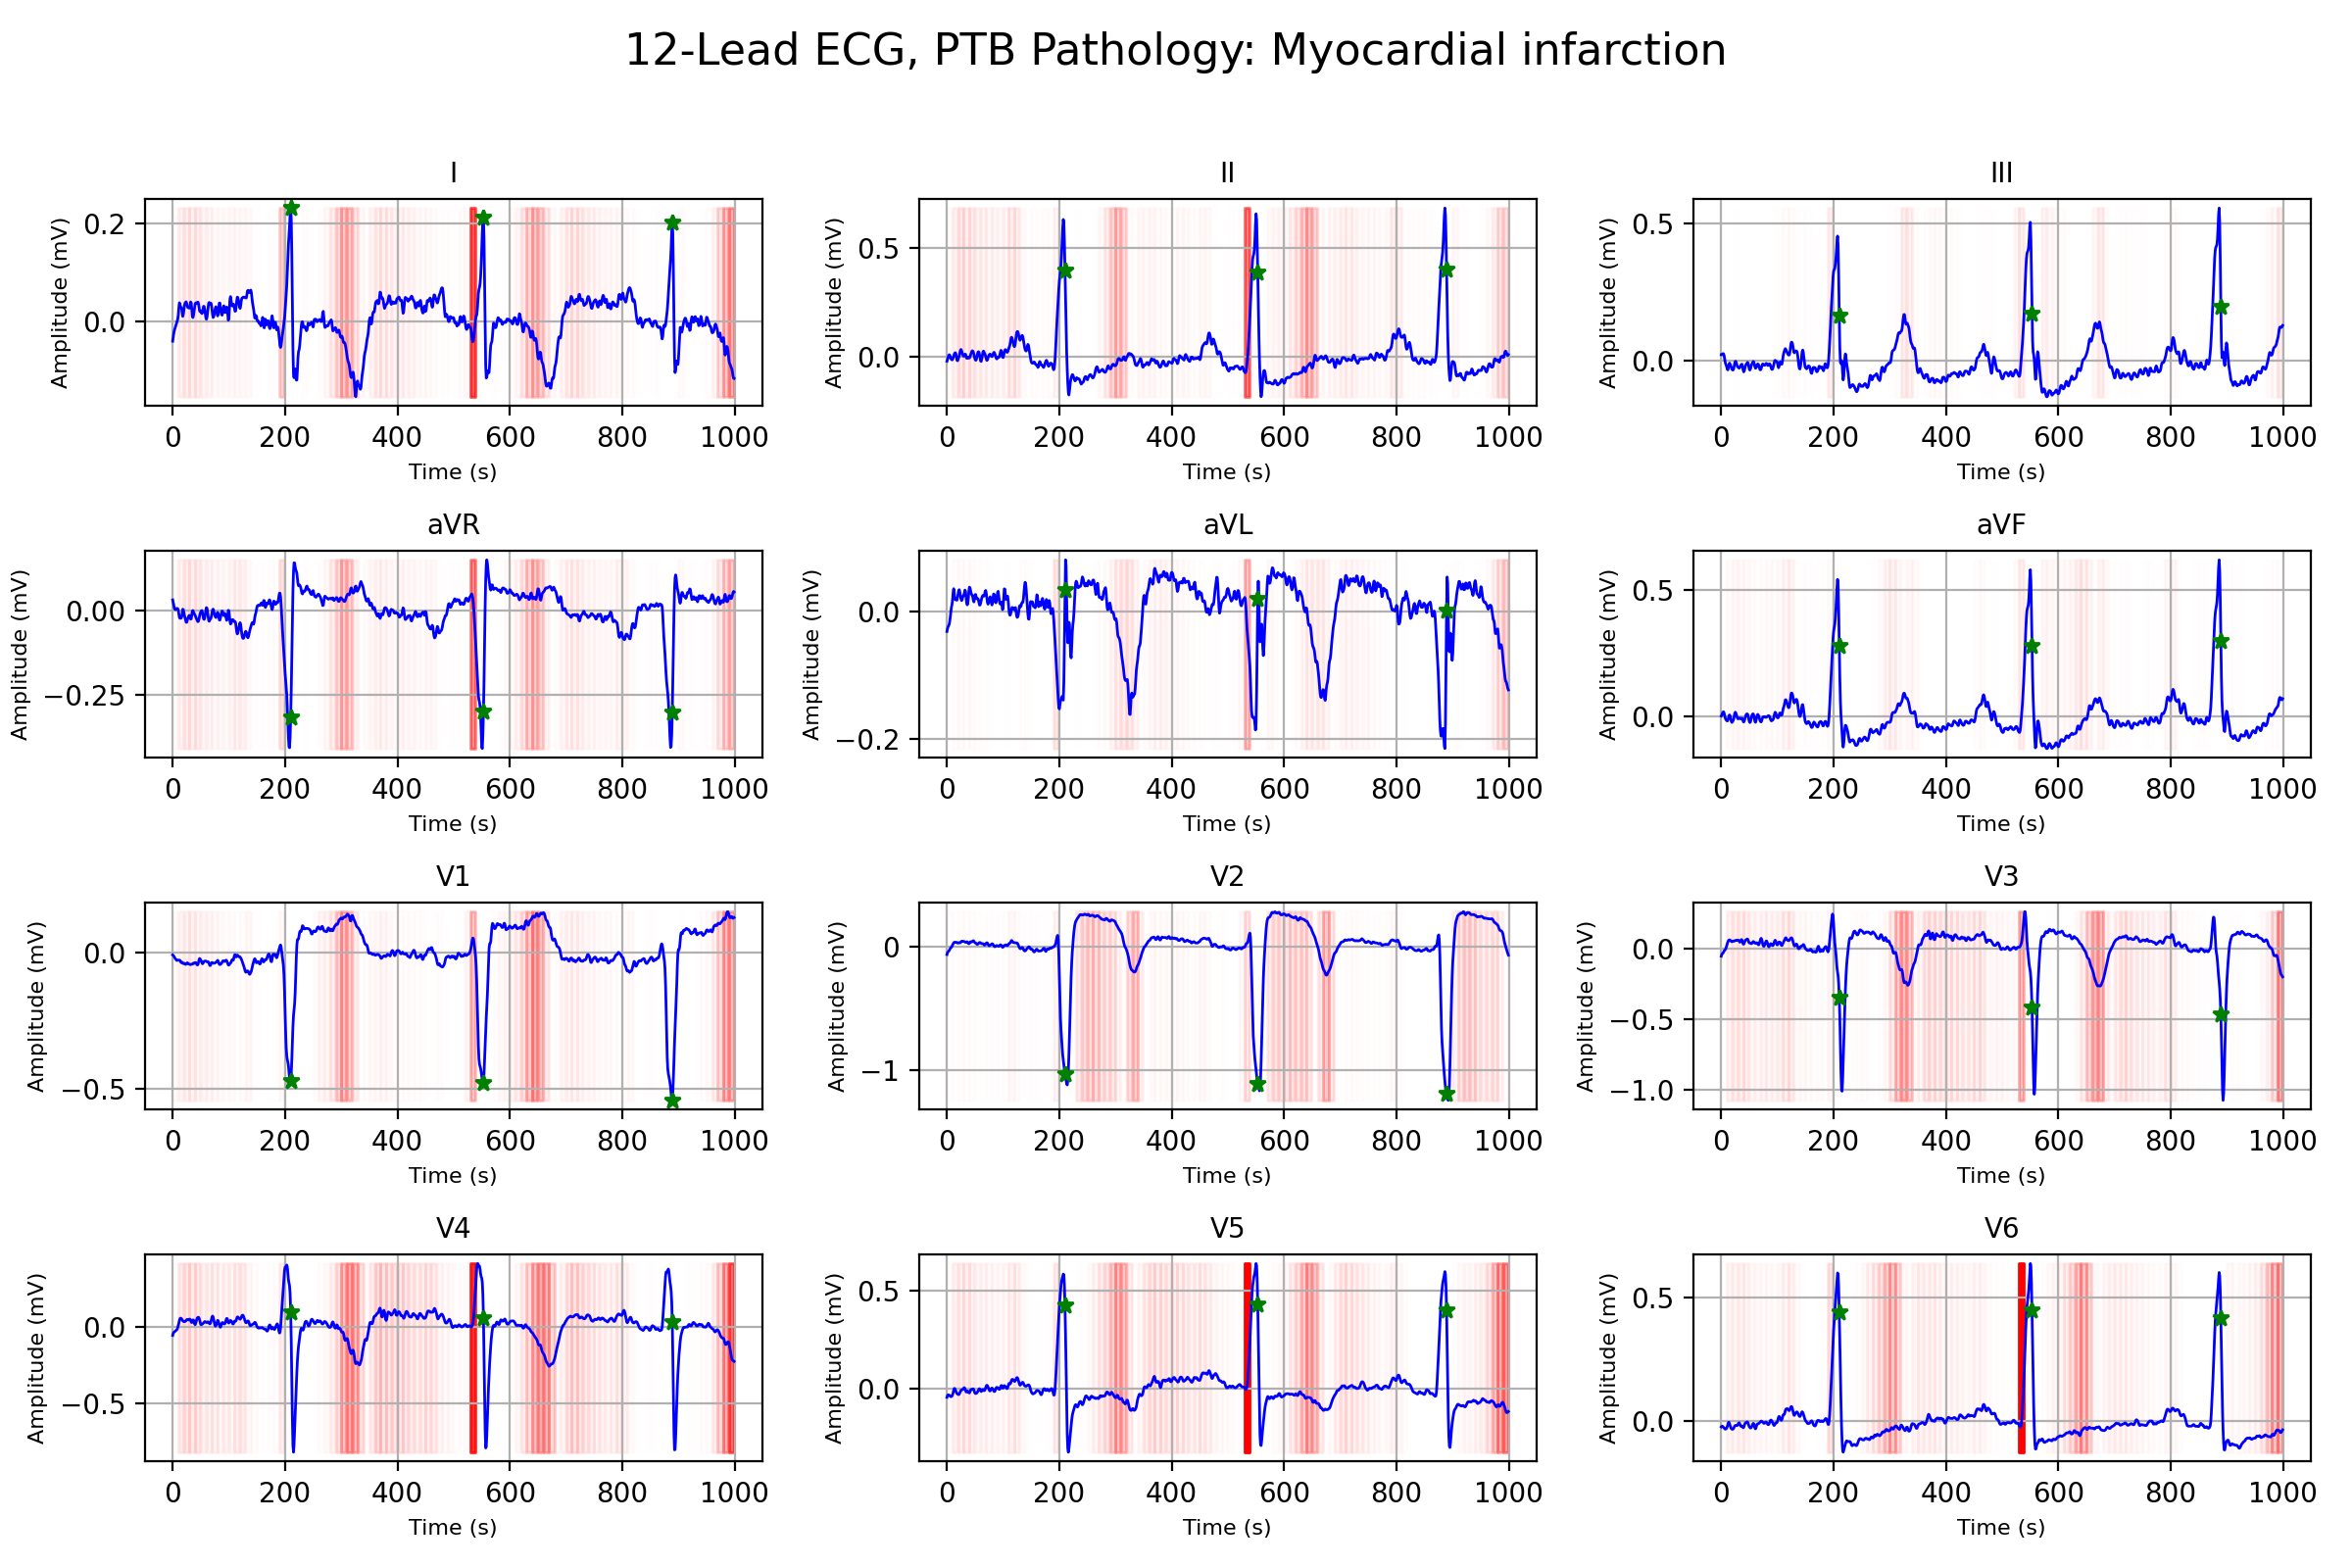 12-Lead ECG, PTB Pathology: Myocardial infarction
I
II
III
Amplitude (mV)
0.2
0.0
0 200 400 600 800 1000
Time (s)
Amplitude (mV)
0.5
0.0
0 200 400 600 800 1000
Time (s)
Amplitude (mV)
0.5
0.0
0 200 400 600 800 1000
Time (s)
aVR
aVL
aVF
Amplitude (mV)
0.00
−0.25
0 200 400 600 800 1000
Time (s)
Amplitude (mV)
0.0
−0.2
0 200 400 600 800 1000
Time (s)
Amplitude (mV)
0.5
0.0
0 200 400 600 800 1000
Time (s)
V1
V2
V3
Amplitude (mV)
0.0
−0.5
0 200 400 600 800 1000
Time (s)
Amplitude (mV)
0
−1
0 200 400 600 800 1000
Time (s)
Amplitude (mV)
0.0
−0.5
−1.0
0 200 400 600 800 1000
Time (s)
V4
V5
V6
Amplitude (mV)
0.0
−0.5
0 200 400 600 800 1000
Time (s)
Amplitude (mV)
0.5
0.0
0 200 400 600 800 1000
Time (s)
Amplitude (mV)
0.5
0.0
0 200 400 600 800 1000
Time (s)